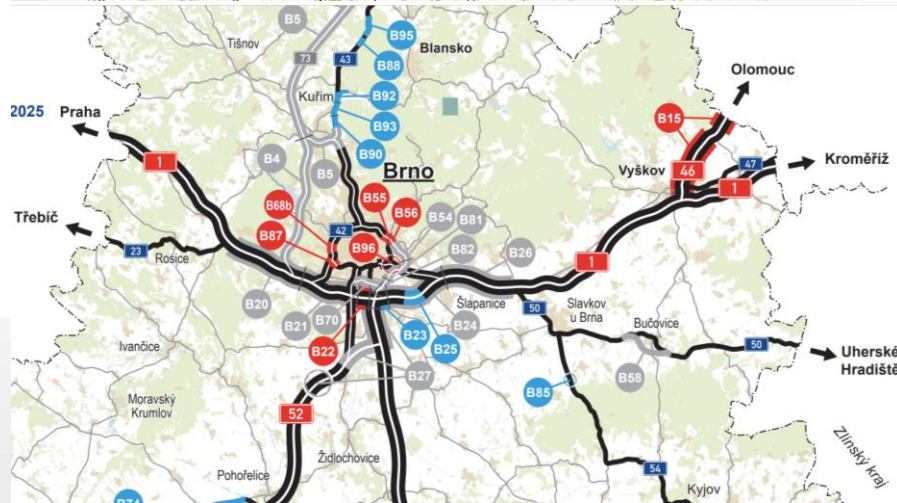 B5
B95
Tišnov
Blansko
73
43
B88
Olomouc
Kuřim
B92
2025
Praha
B93
B15
B90
47
Vyškov
46
Kroměříž
1
B4
B5
Brno
1
B68b
B55
B56
Třebíč
42
B54
B81
B87
B96
B82
23
Rosice
B26
1
B20
Šlapanice
B21
B70
B24
50
Slavkov
u Brna
Bučovice
B23
Ivančice
B25
50
B22
Uherské
Hradiště
B27
B58
B85
Moravský
Krumlov
52
Zlínský kraj
Židlochovice
Pohořelice
54
Kyjov